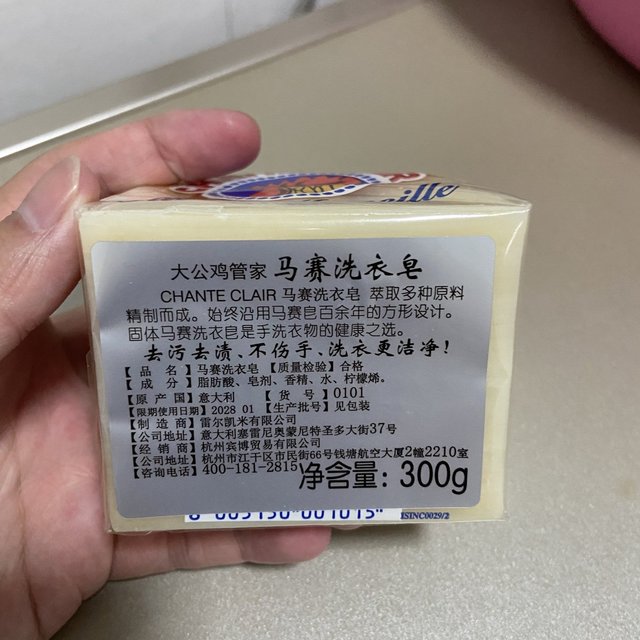 大公鸡管家 马赛洗衣皂
CHANTE CLAIR 马赛洗衣皂 萃取多种原料
精制而成。始终沿用马赛皂百余年的方形设计。
固体马赛洗衣皂是手洗衣物的健康之选。
去污去渍、不伤手、洗衣更洁净!
【 品 名 】马赛洗衣皂 【质量检验】合格
【 成 分 】脂肪酸、皂剂、香精、水、柠檬烯。
【 原 产 国 】意大利 【 货 号 】0101
【限期使用日期】2028 01 【生产批号】见包装
【 制 造 商 】雷尔凯米有限公司
【公司地址】意大利塞雷尼奥蒙尼特圣多大街37号
【 经 销 商 】杭州宾博贸易有限公司
【公司地址】杭州市江干区市民街66号钱塘航空大厦2幢2210室
【咨询电话】400-181-2815
净含量: 300g
8 003130 001015
ISINC0029/2